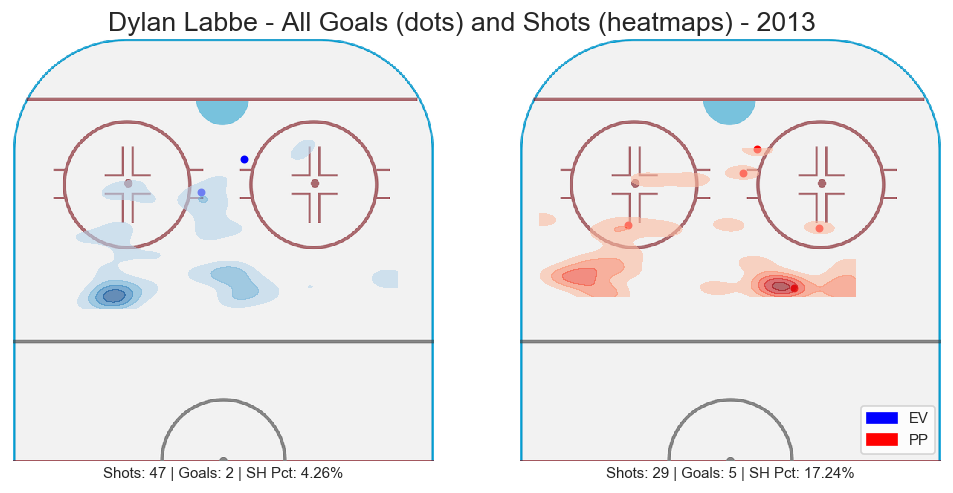 Dylan Labbe - All Goals (dots) and Shots (heatmaps) - 2013
EV
PP
Shots: 47 | Goals: 2 | SH Pct: 4.26%
Shots: 29 | Goals: 5 | SH Pct: 17.24%